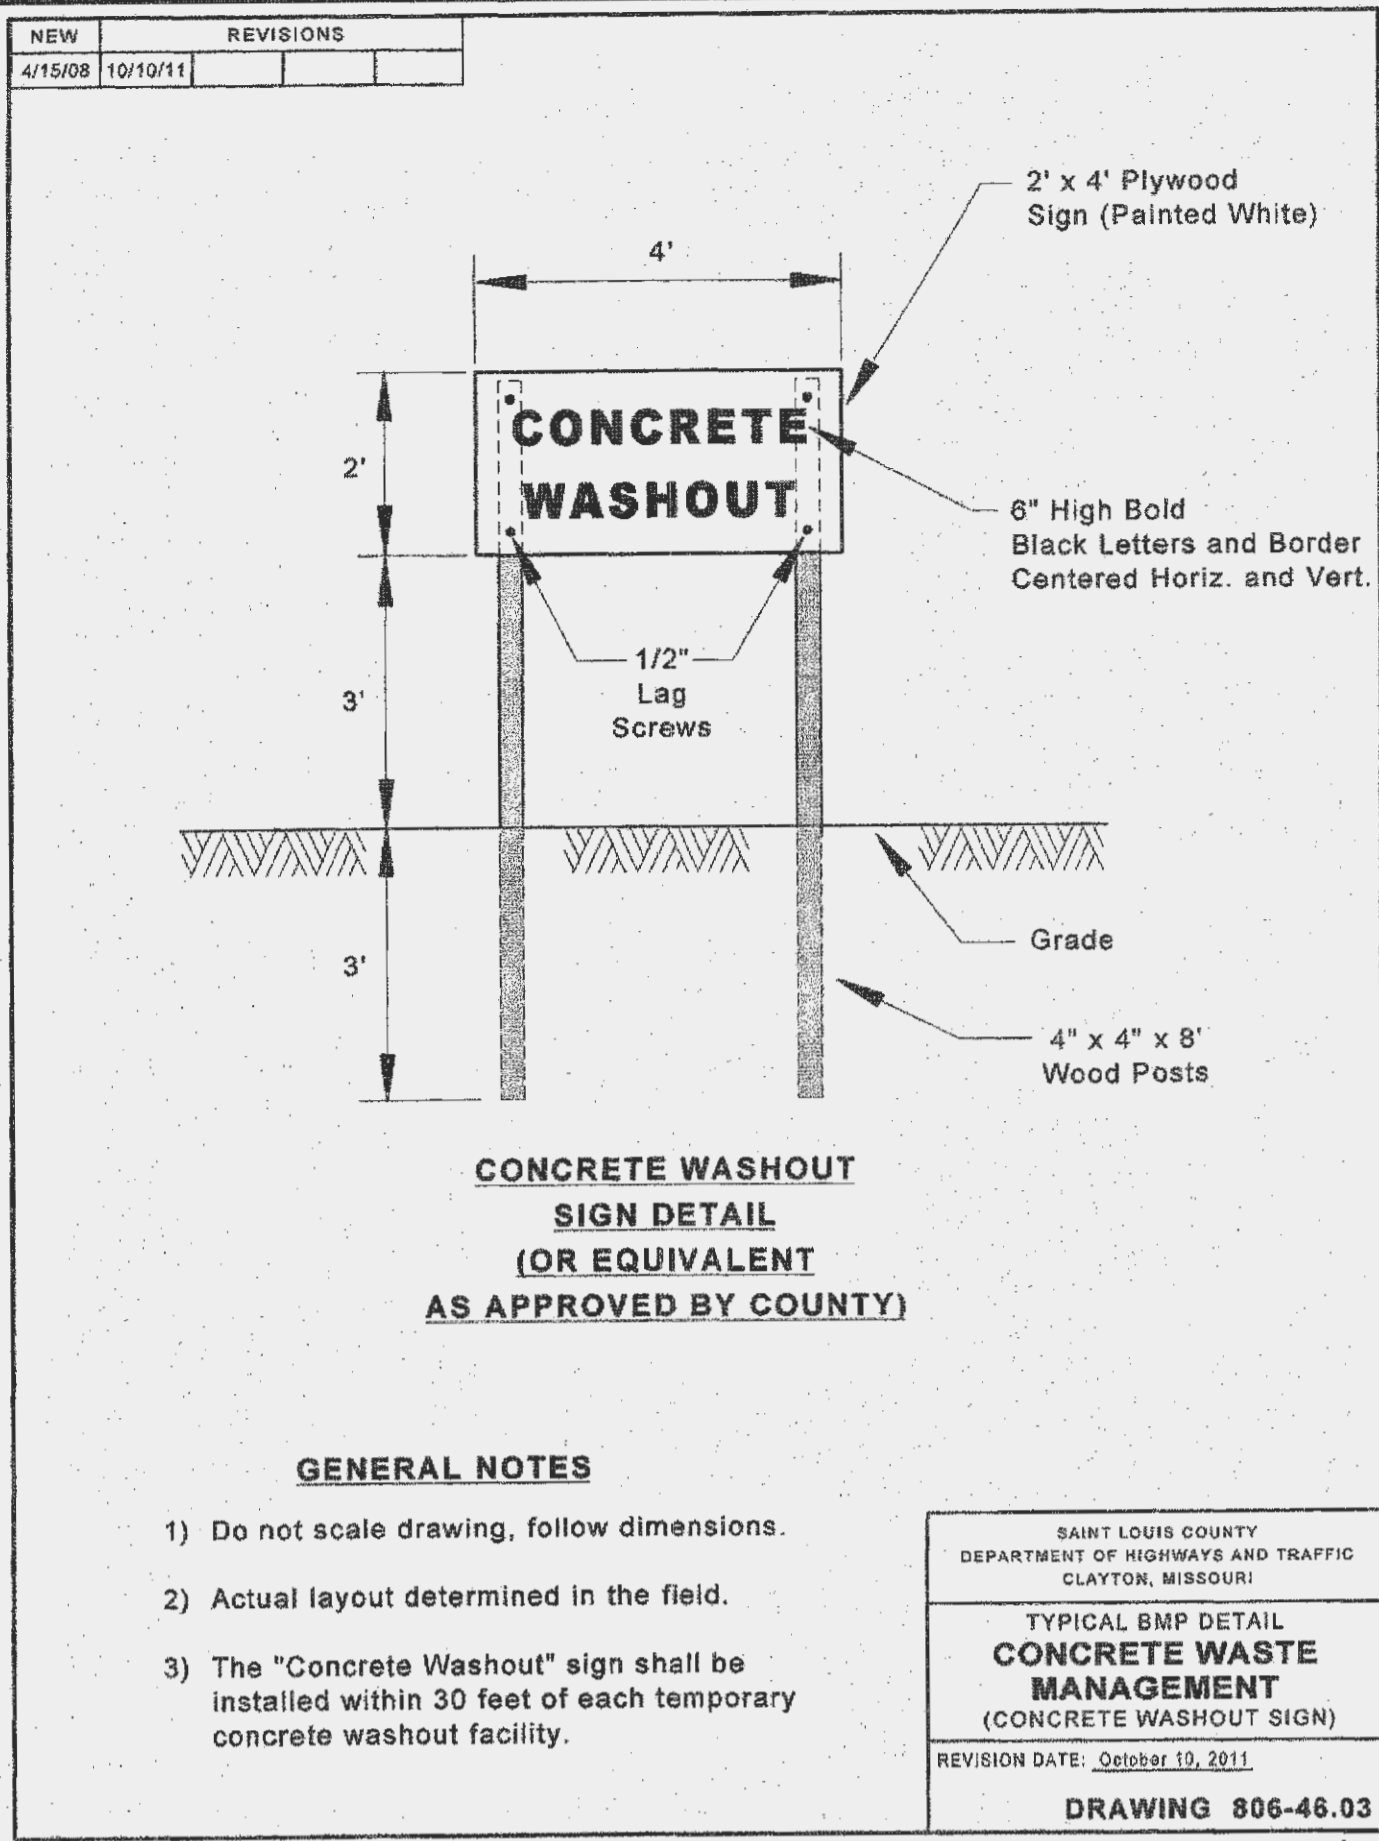 NEW REVISIONS
4/15/08 10/10/11
2' x 4' Plywood
Sign (Painted White)
4'
2'
CONCRETE
WASHOUT
6" High Bold
Black Letters and Border
Centered Horiz. and Vert.
1/2"
Lag
Screws
3'
Grade
3'
4" x 4" x 8'
Wood Posts
CONCRETE WASHOUT
SIGN DETAIL
(OR EQUIVALENT
AS APPROVED BY COUNTY)
GENERAL NOTES
1) Do not scale drawing, follow dimensions.
2) Actual layout determined in the field.
3) The "Concrete Washout" sign shall be
installed within 30 feet of each temporary
concrete washout facility.
SAINT LOUIS COUNTY
DEPARTMENT OF HIGHWAYS AND TRAFFIC
CLAYTON, MISSOURI
TYPICAL BMP DETAIL
CONCRETE WASTE
MANAGEMENT
(CONCRETE WASHOUT SIGN)
REVISION DATE: October 10, 2011
DRAWING 806-46.03